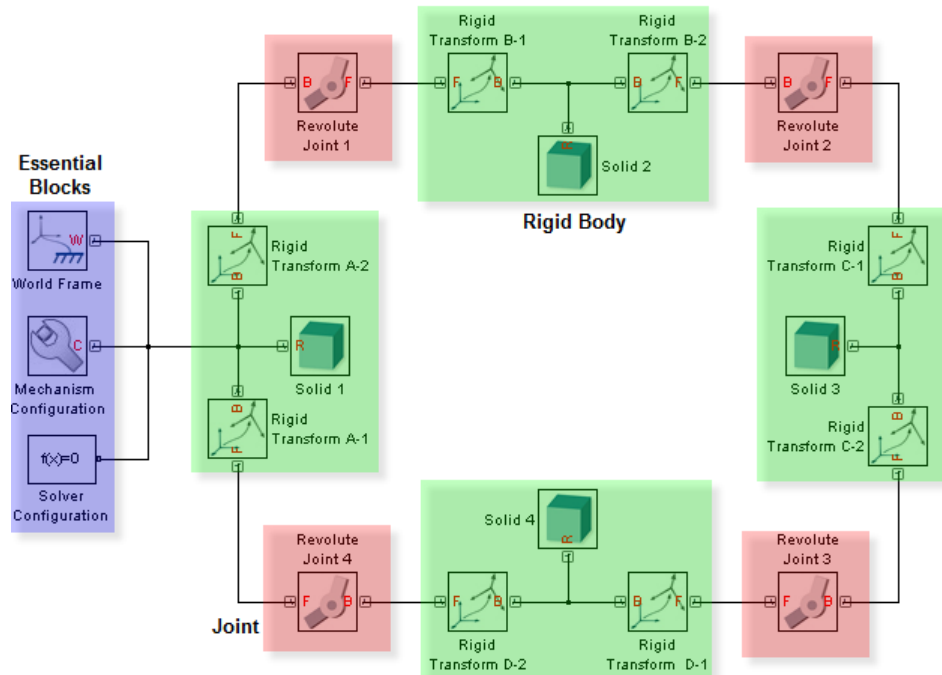 Rigid
Transform B-1
Rigid
Transform B-2
B F
Revolute
Joint 1
F B
B F
B F
Revolute
Joint 2
R
Solid 2
Rigid Body
Essential
Blocks
W
World Frame
C
Mechanism
Configuration
f(x)=0
Solver
Configuration
F
B
Rigid
Transform A-2
R
Solid 1
B
F
Rigid
Transform A-1
F
B
Rigid
Transform C-1
R
Solid 3
B
F
Rigid
Transform C-2
Joint
Revolute
Joint 4
F B
Solid 4
R
F B
Rigid
Transform D-2
B F
Rigid
Transform D-1
Revolute
Joint 3
F B